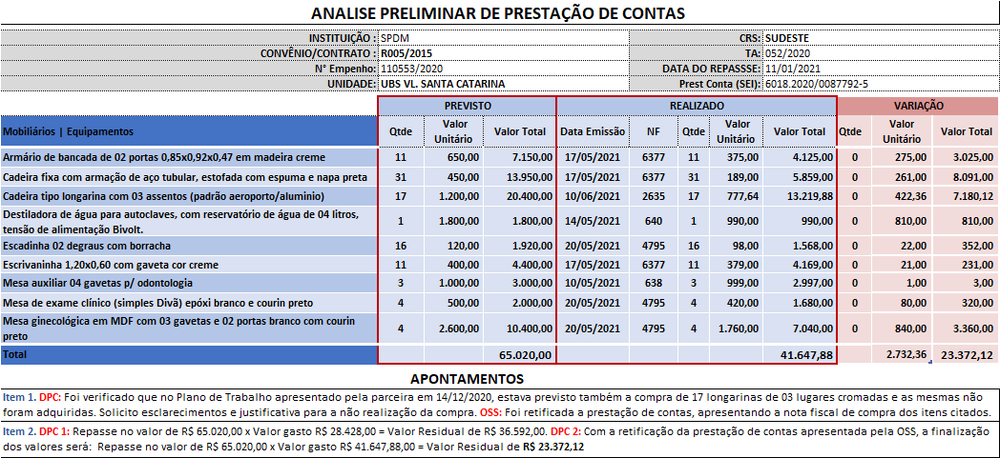 ANALISE PRELIMINAR DE PRESTAÇÃO DE CONTAS
INSTITUIÇÃO : SPDM CRS: SUDESTE
CONVÊNIO/CONTRATO : R005/2015 TA: 052/2020
N° Empenho: 110553/2020 DATA DO REPASSSE: 11/01/2021
UNIDADE: UBS VL. SANTA CATARINA Prest Conta (SEI): 6018.2020/0087792-5
PREVISTO REALIZADO VARIAÇÃO
Mobiliários | Equipamentos Qtde Valor Unitário Valor Total Data Emissão NF Qtde Valor Unitário Valor Total Qtde Valor Unitário Valor Total
Armário de bancada de 02 portas 0,85x0,92x0,47 em madeira creme 11 650,00 7.150,00 17/05/2021 6377 11 375,00 4.125,00 0 275,00 3.025,00
Cadeira fixa com armação de aço tubular, estofada com espuma e napa preta 31 450,00 13.950,00 17/05/2021 6377 31 189,00 5.859,00 0 261,00 8.091,00
Cadeira tipo longarina com 03 assentos (padrão aeroporto/aluminio) 17 1.200,00 20.400,00 10/06/2021 2635 17 777,64 13.219,88 0 422,36 7.180,12
Destiladora de água para autoclaves, com reservatório de água de 04 litros,
tensão de alimentação Bivolt. 1 1.800,00 1.800,00 14/05/2021 640 1 990,00 990,00 0 810,00 810,00
Escadinha 02 degraus com borracha 16 120,00 1.920,00 20/05/2021 4795 16 98,00 1.568,00 0 22,00 352,00
Escrivaninha 1,20x0,60 com gaveta cor creme 11 400,00 4.400,00 17/05/2021 6377 11 379,00 4.169,00 0 21,00 231,00
Mesa auxiliar 04 gavetas p/ odontologia 3 1.000,00 3.000,00 10/05/2021 638 3 999,00 2.997,00 0 1,00 3,00
Mesa de exame clínico (simples Divã) epóxi branco e courin preto 4 500,00 2.000,00 20/05/2021 4795 4 420,00 1.680,00 0 80,00 320,00
Mesa ginecológica em MDF com 03 gavetas e 02 portas branco com courin
preto 4 2.600,00 10.400,00 20/05/2021 4795 4 1.760,00 7.040,00 0 840,00 3.360,00
Total 65.020,00 41.647,88 2.732,36 23.372,12
APONTAMENTOS
Item 1. DPC: Foi verificado que no Plano de Trabalho apresentado pela parceira em 14/12/2020, estava previsto também a compra de 17 longarinas de 03 lugares cromadas e as mesmas não
foram adquiridas. Solicito esclarecimentos e justificativa para a não realização da compra. OSS: Foi retificada a prestação de contas, apresentando a nota fiscal de compra dos itens citados.
Item 2. DPC 1: Repasse no valor de R$ 65.020,00 x Valor gasto R$ 28.428,00 = Valor Residual de R$ 36.592,00. DPC 2: Com a retificação da prestação de contas apresentada pela OSS, a finalização
dos valores será: Repasse no valor de R$ 65.020,00 x Valor gasto R$ 41.647,88,00 = Valor Residual de R$ 23.372,12